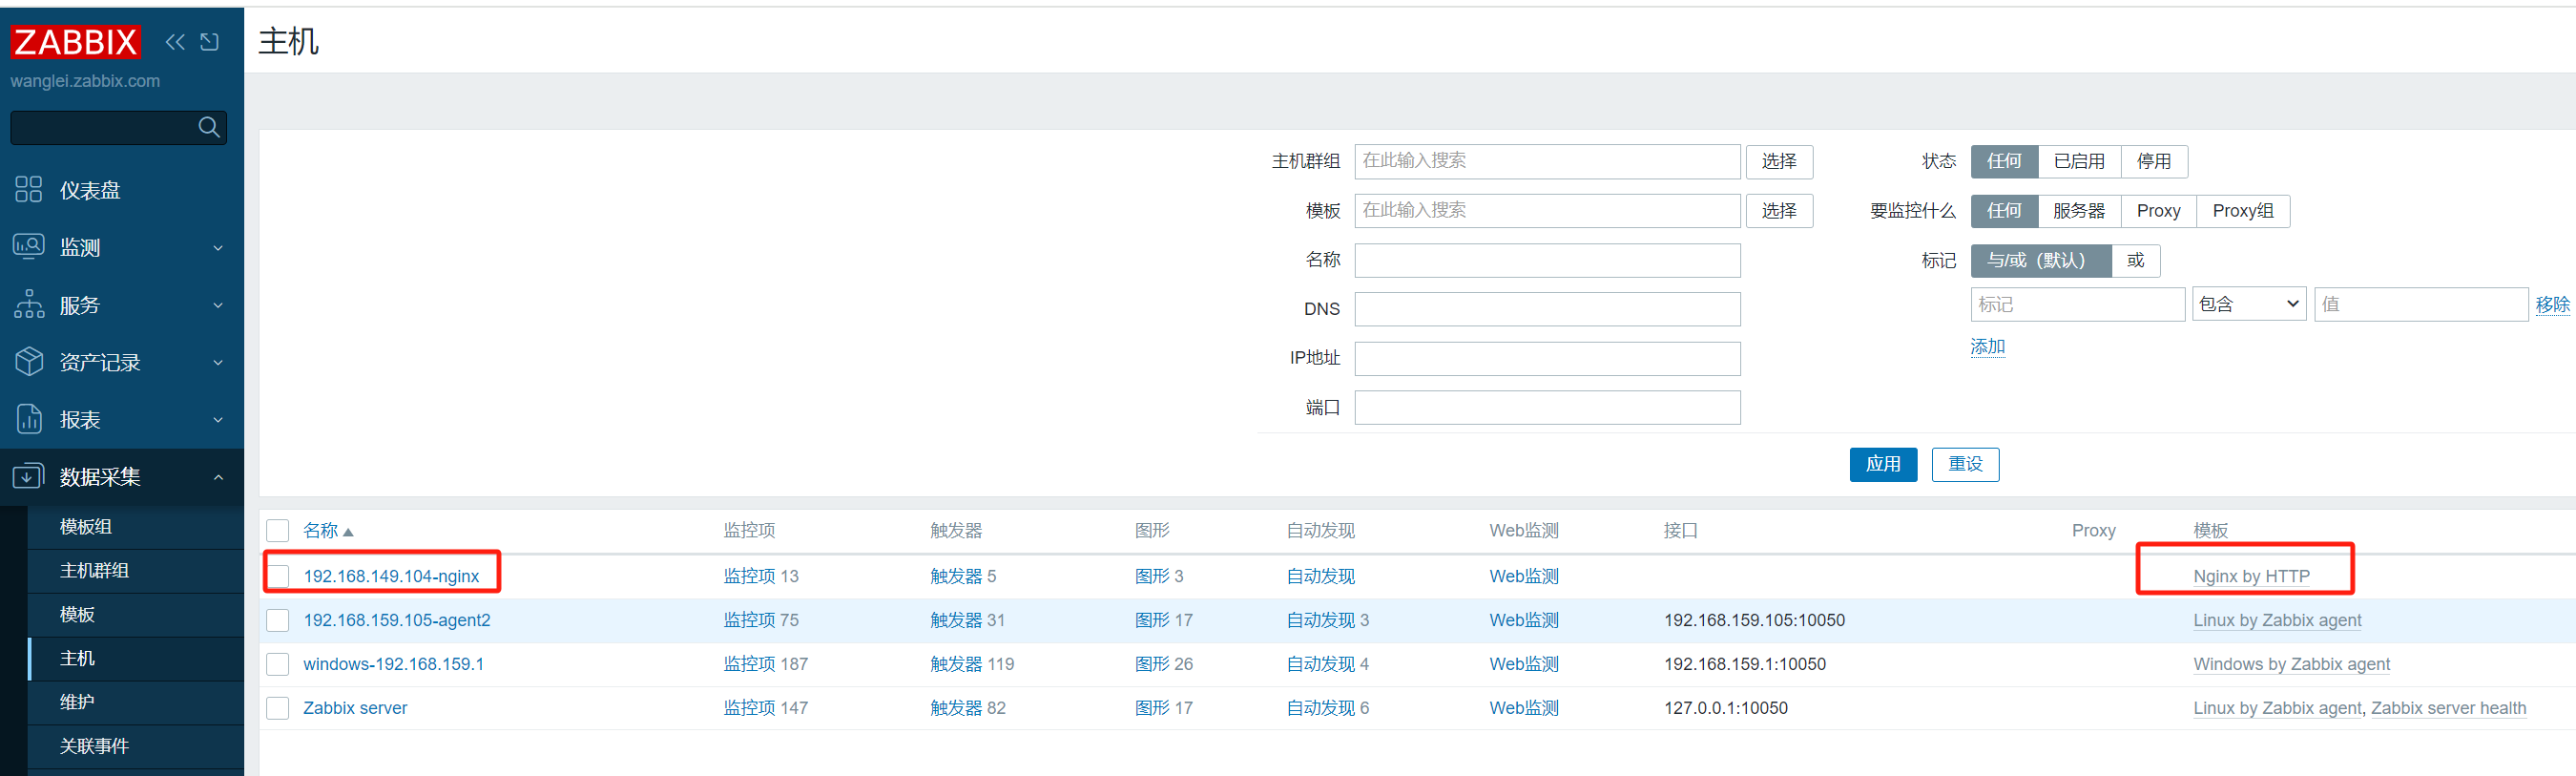 ZABBIX
wanglei.zabbix.com
仪表盘
监测
服务
资产记录
报表
数据采集
模板组
主机群组
模板
主机
维护
关联事件
主机
主机群组 在此输入搜索 选择 状态 任何 已启用 停用
模板 在此输入搜索 选择 要监控什么 任何 服务器 Proxy Proxy组
名称 标记 与/或（默认） 或
标记 包含 值 移除
DNS
添加
IP地址
端口
应用 重设
名称 监控项 触发器 图形 自动发现 Web监测 接口 Proxy 模板
192.168.149.104-nginx 监控项 13 触发器 5 图形 3 自动发现 Web监测 Nginx by HTTP
192.168.159.105-agent2 监控项 75 触发器 31 图形 17 自动发现 3 Web监测 192.168.159.105:10050 Linux by Zabbix agent
windows-192.168.159.1 监控项 187 触发器 119 图形 26 自动发现 4 Web监测 192.168.159.1:10050 Windows by Zabbix agent
Zabbix server 监控项 147 触发器 82 图形 17 自动发现 6 Web监测 127.0.0.1:10050 Linux by Zabbix agent, Zabbix server health